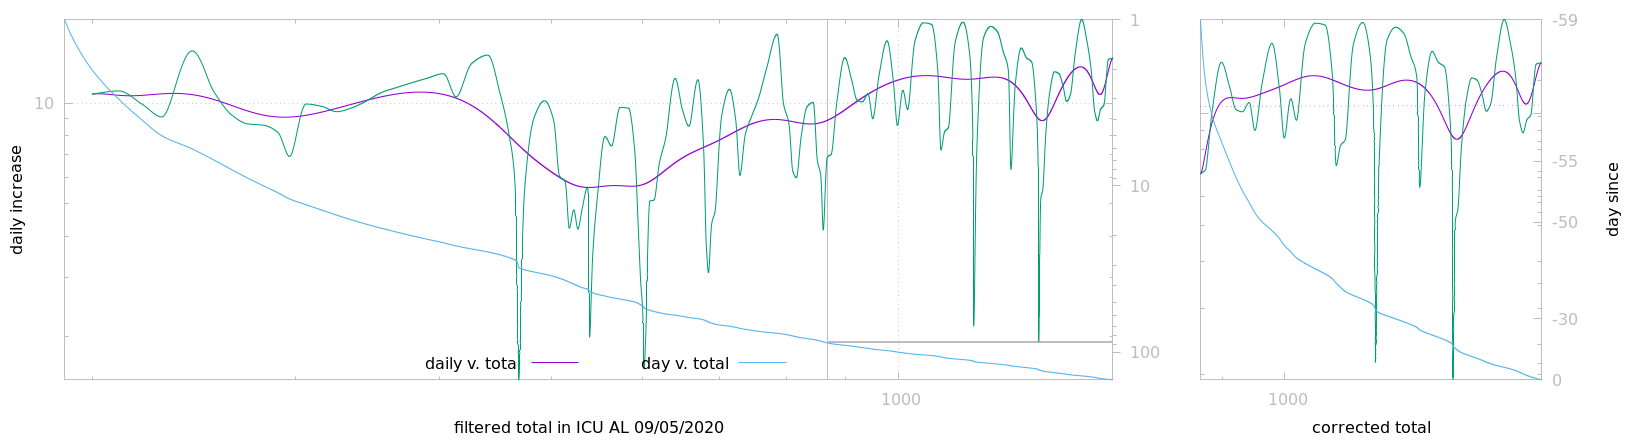 10
daily increase
1
10
100
daily v. total
day v. total
1000
filtered total in ICU AL 09/05/2020
-59
-55
-50
-30
0
day since
1000
corrected total